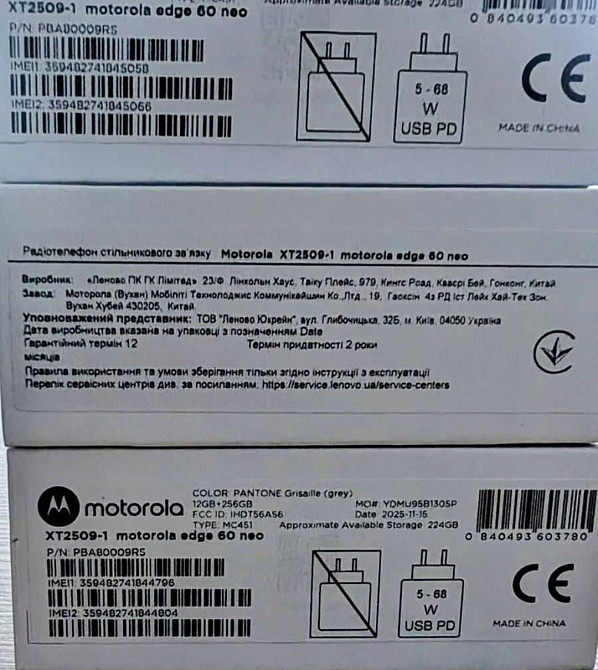 Approximate Available Storage 224GB
XT2509-1 motorola edge 60 neo
P/N: PBAB0009RS
0 840493 60378
IMEI1: 359482741845058
IMEI2: 359482741845066
5 - 68
W
USB PD
CE
MADE IN CHINA
Радіотелефон стільникового зв'язку Motorola XT2509-1 motorola edge 60 neo
Виробник: «Леново ПК ГК Лімітед» 23/Ф Лінкольн Хаус, Тайку Плейс, 979, Кингс Роад, Кваєрі Бей, Гонконг, Китай
Завод: Моторола (Вухан) Мобіліті Технолоджис Коммунікейшин Ко.,Лтд., 19, Гаоксін 4з РД Іст Лейк Хай-Тек Зон.
Вухан Хубей 430205, Китай
Уповноважений представник: ТОВ "Леново Юкрейн", вул. Глибочицька, 32Б, м. Київ, 04050 Україна
Дата виробництва вказана на упаковці з позначенням Date
Гарантійний термін 12 Термін придатності 2 роки
місяців
Правила використання та умови зберігання тільки згідно інструкції з експлуатації
Перелік сервісних центрів див. за посиланням: https://service.lenovo.ua/service-centers
motorola
COLOR: PANTONE Grisaille (grey)
12GB+256GB MO#: YDMU95B130SP
FCC ID: IHDT56AS6 Date: 2025-11-15
TYPE: MC451 Approximate Available Storage: 224GB
XT2509-1 motorola edge 60 neo
P/N: PBAB0009RS
0 840493 603780
IMEI1: 359482741844796
IMEI2: 359482741844804
5 - 68
W
USB PD
CE
MADE IN CHINA